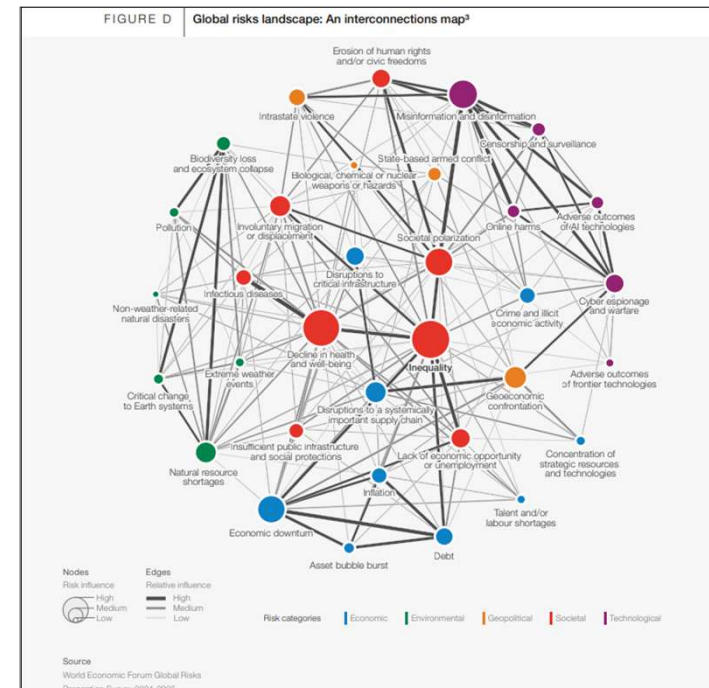 FIGURE D
Global risks landscape: An interconnections map³
Erosion of human rights
and/or civic freedoms
Misinformation and disinformation
Intrastate violence
Censorship and surveillance
Biodiversity loss
and ecosystem collapse
State-based armed conflict
Biological, chemical or nuclear
weapons or hazards
Pollution
Involuntary migration
or displacement
Societal polarization
Online harms
Adverse outcomes
of AI technologies
Disruptions to
critical infrastructure
Infectious diseases
Non-weather-related
natural disasters
Crime and illicit
economic activity
Cyber espionage
and warfare
Decline in health
and well-being
Inequality
Extreme weather
events
Critical change
to Earth systems
Adverse outcomes
of frontier technologies
Geoeconomic
confrontation
Disruptions to a systemically
important supply chain
Insufficient public infrastructure
and social protections
Lack of economic opportunity
or unemployment
Concentration of
strategic resources
and technologies
Natural resource
shortages
Inflation
Talent and/or
labour shortages
Economic downturn
Debt
Asset bubble burst
Nodes
Risk influence
High
Medium
Low
Edges
Relative influence
High
Medium
Low
Risk categories
Economic
Environmental
Geopolitical
Societal
Technological
Source
World Economic Forum Global Risks